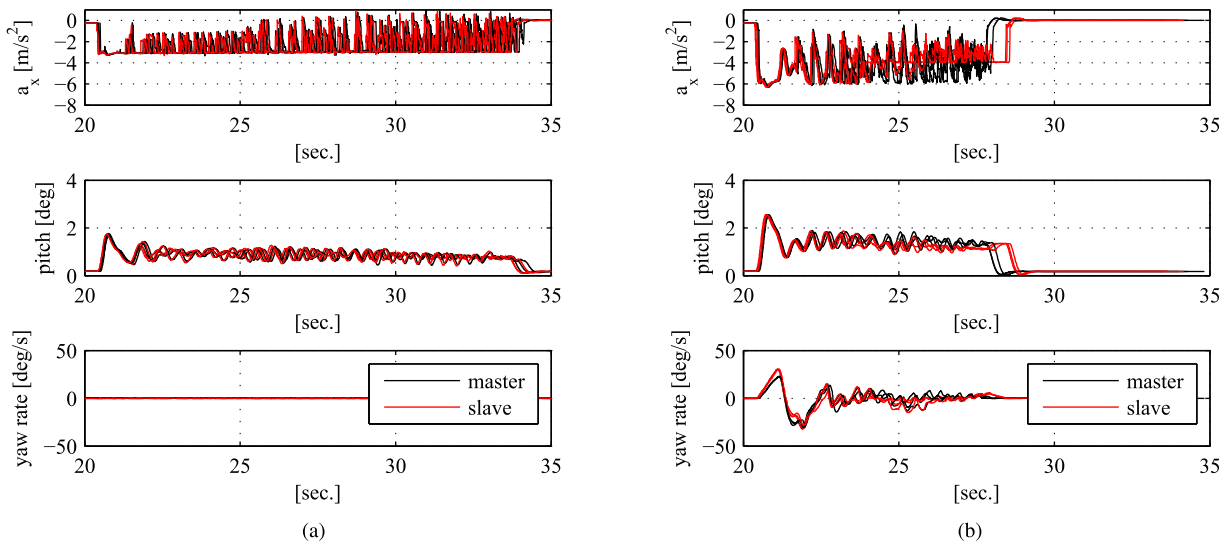 0
−2
−4
−6
−8
a_x [m/s²]
20 25 30 35
[sec.]
4
2
0
pitch [deg]
20 25 30 35
[sec.]
50
0
−50
yaw rate [deg/s]
master
slave
20 25 30 35
[sec.]
(a)
0
−2
−4
−6
−8
a_x [m/s²]
20 25 30 35
[sec.]
4
2
0
pitch [deg]
20 25 30 35
[sec.]
50
0
−50
yaw rate [deg/s]
master
slave
20 25 30 35
[sec.]
(b)